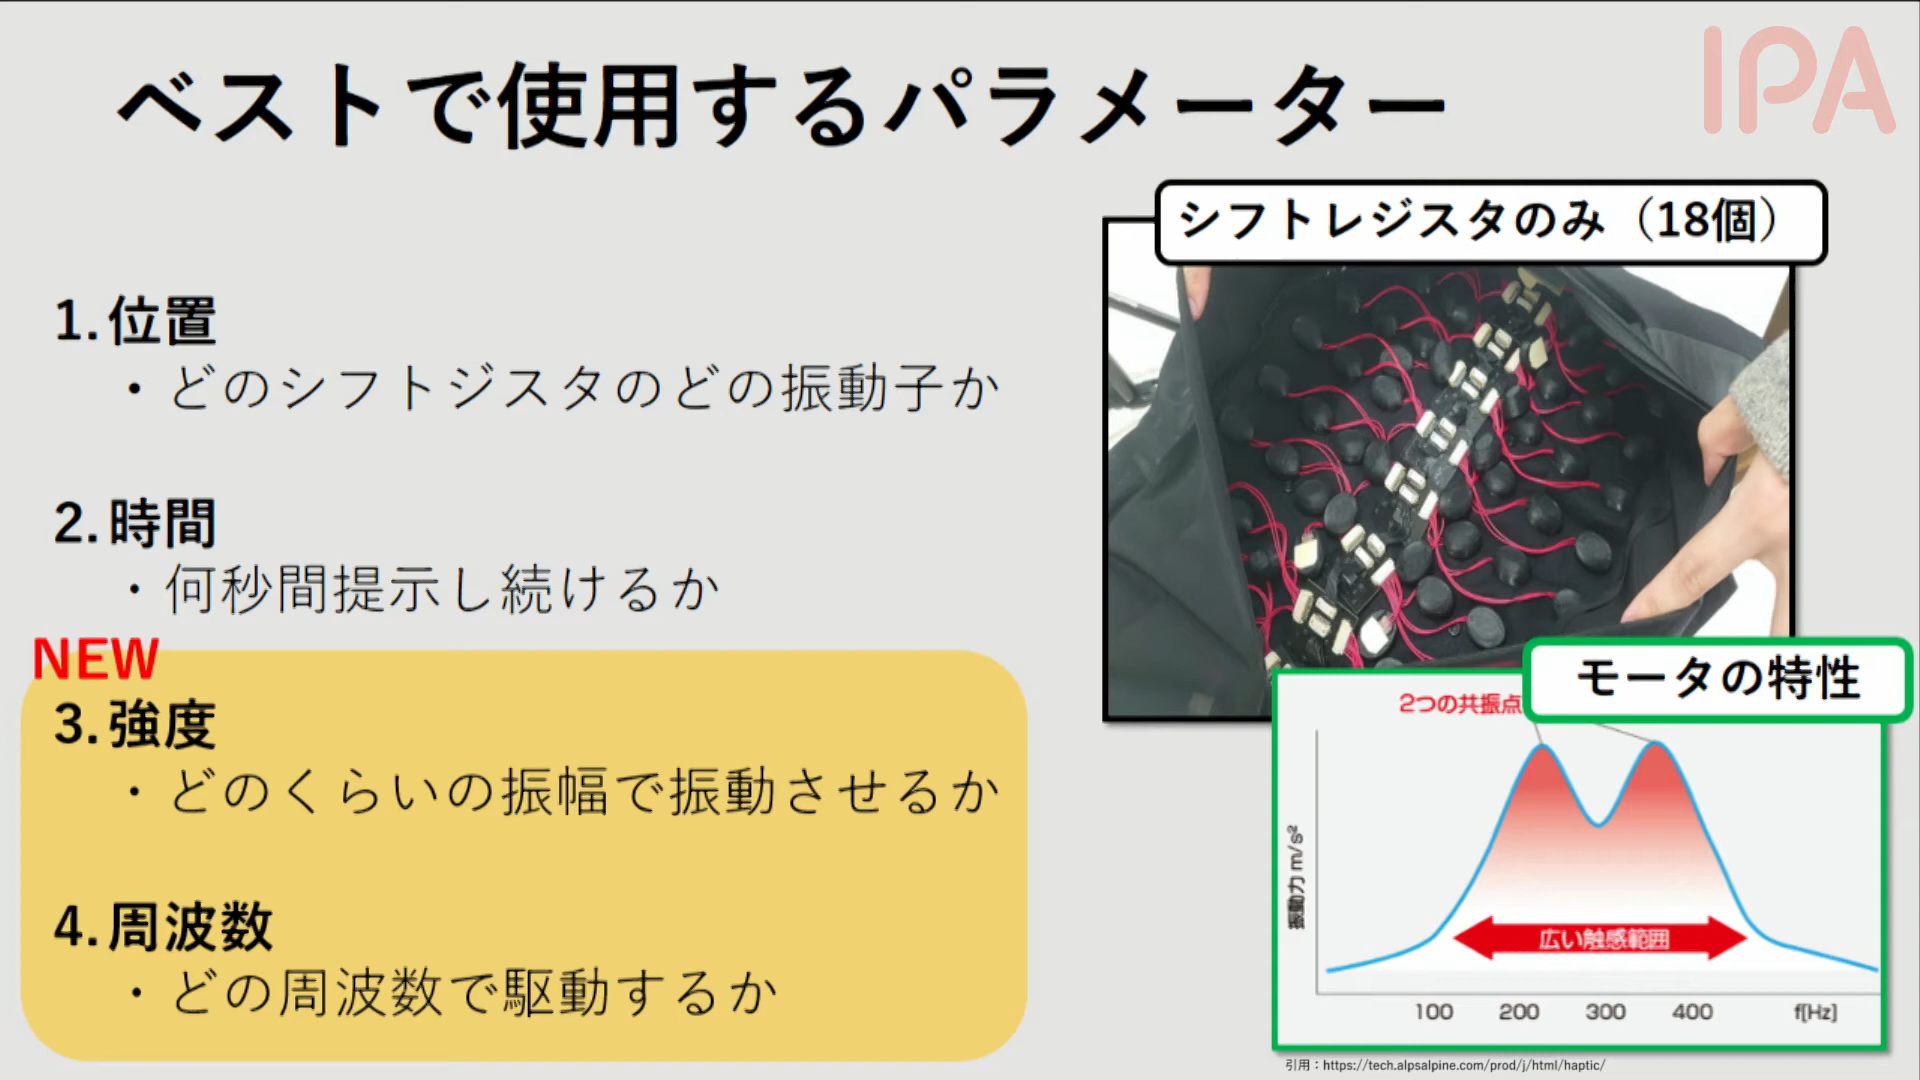 IPA
ベストで使用するパラメーター
シフトレジスタのみ（18個）
1.位置
・どのシフトジスタのどの振動子か
2.時間
・何秒間提示し続けるか
NEW
3.強度
・どのくらいの振幅で振動させるか
4.周波数
・どの周波数で駆動するか
モータの特性
2つの共振点
振動力 m/s²
広い触感範囲
100 200 300 400 f[Hz]
引用：https://tech.alpsalpine.com/prod/j/html/haptic/